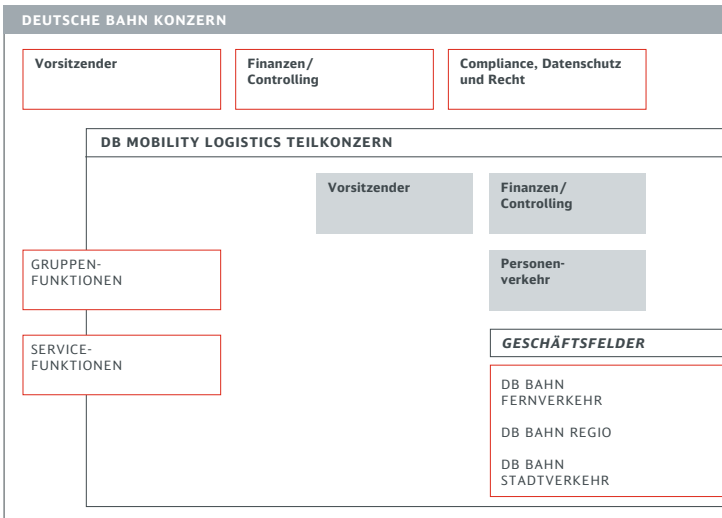 DEUTSCHE BAHN KONZERN
Vorsitzender
Finanzen/
Controlling
Compliance, Datenschutz
und Recht
DB MOBILITY LOGISTICS TEILKONZERN
Vorsitzender
Finanzen/
Controlling
GRUPPEN-
FUNKTIONEN
Personen-
verkehr
SERVICE-
FUNKTIONEN
GESCHÄFTSFELDER
DB BAHN
FERNVERKEHR
DB BAHN REGIO
DB BAHN
STADTVERKEHR